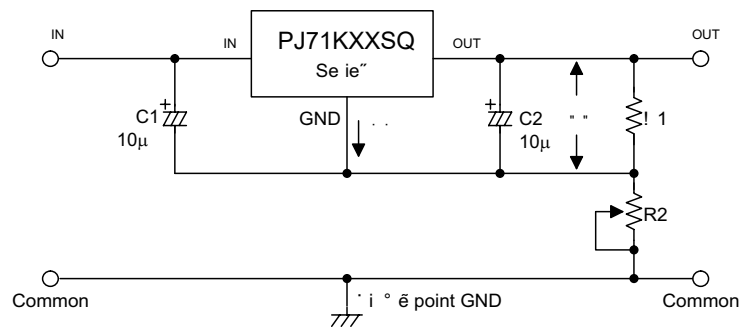 IN
OUT
IN
PJ71KXXSQ
OUT
C1
10μ
GND
C2
10μ
1
R2
Common
point GND
Common